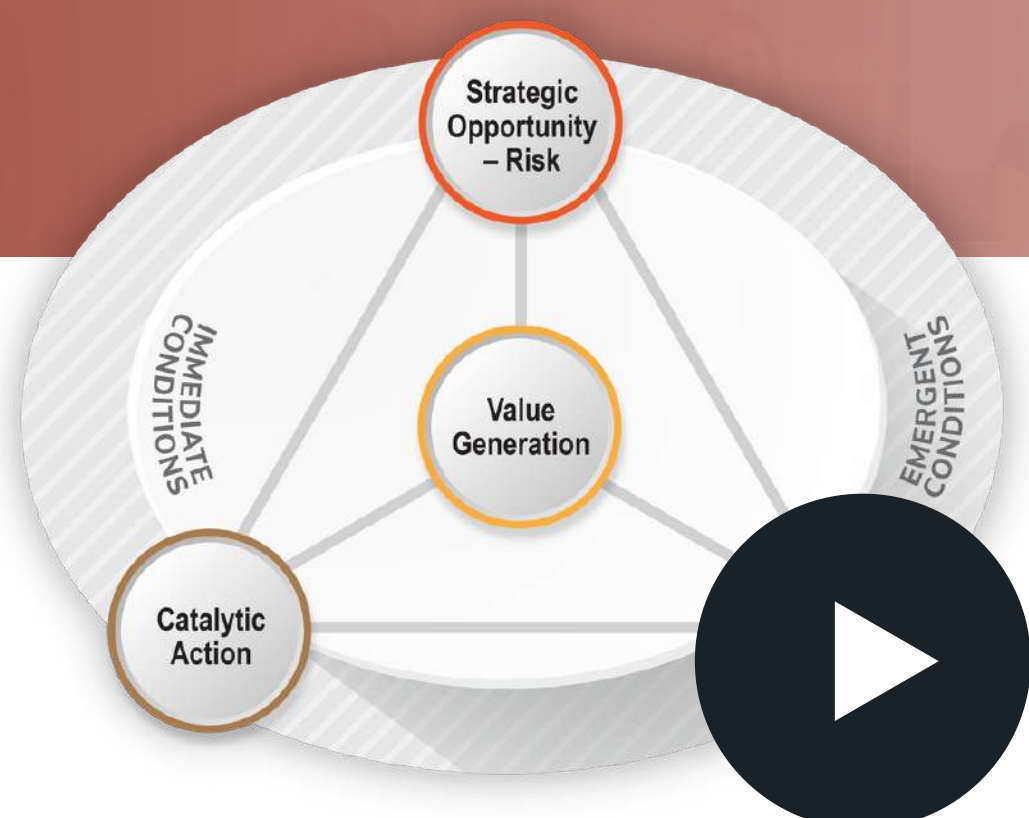 Strategic
Opportunity
– Risk
IMMEDIATE
CONDITIONS
Value
Generation
EMERGENT
CONDITIONS
Catalytic
Action